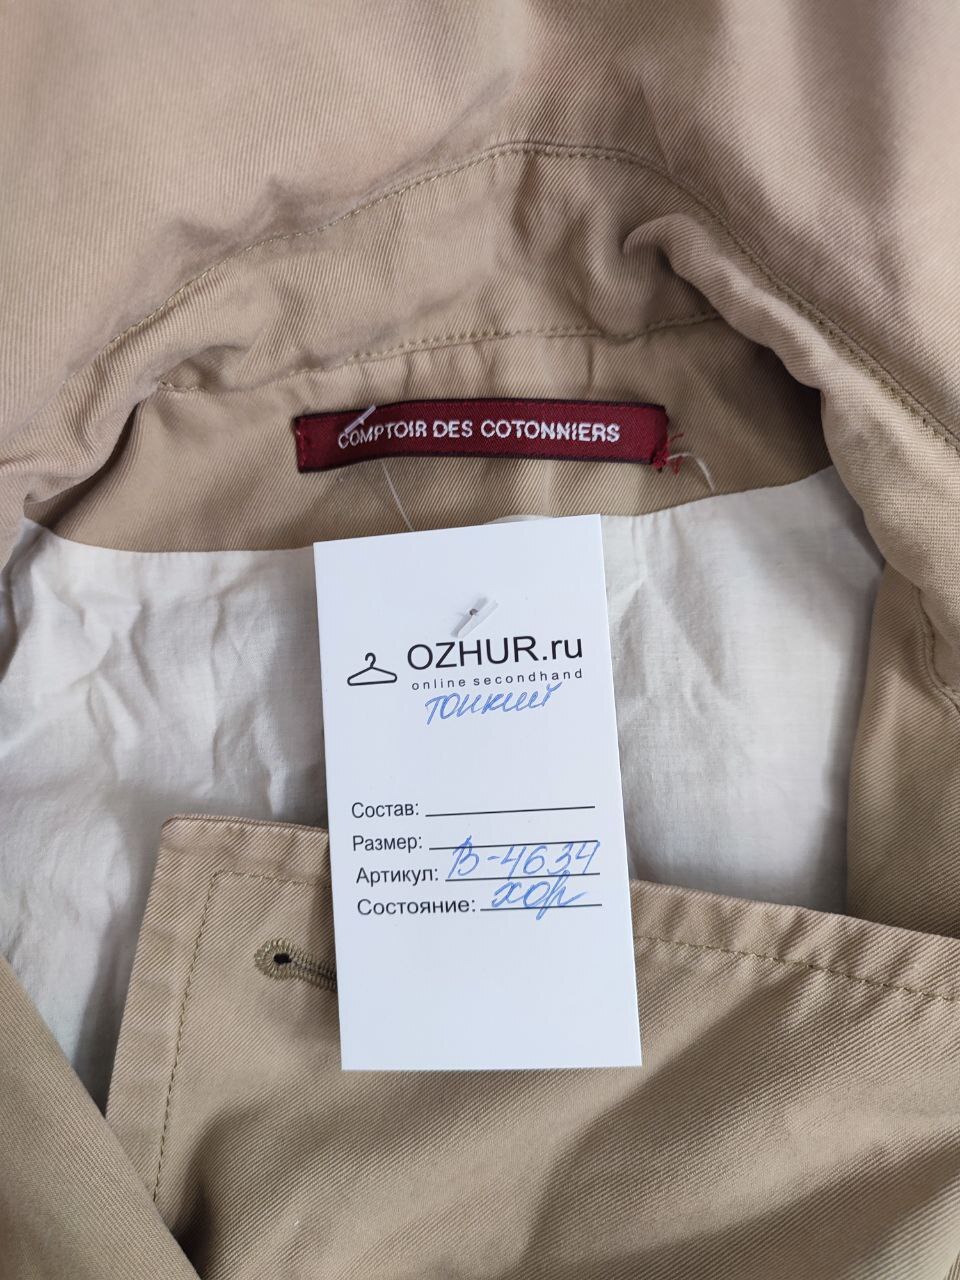 COMPTOIR DES COTONNIERS
OZHUR.ru
online secondhand
тонкий
Состав:
Размер:
Артикул: В-4634
Состояние: хор